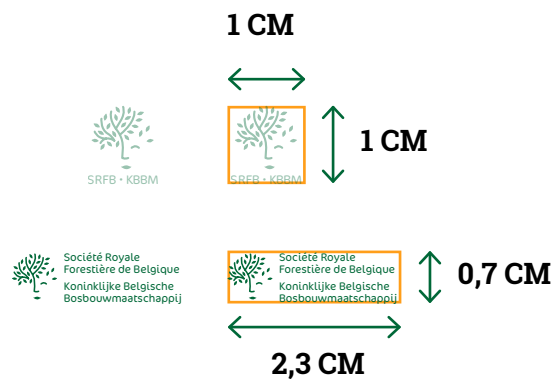 1 CM
1 CM
SRFB • KBBM
SRFB • KBBM
Société Royale
Forestière de Belgique
Koninklijke Belgische
Bosbouwmaatschappij
Société Royale
Forestière de Belgique
Koninklijke Belgische
Bosbouwmaatschappij
0,7 CM
2,3 CM